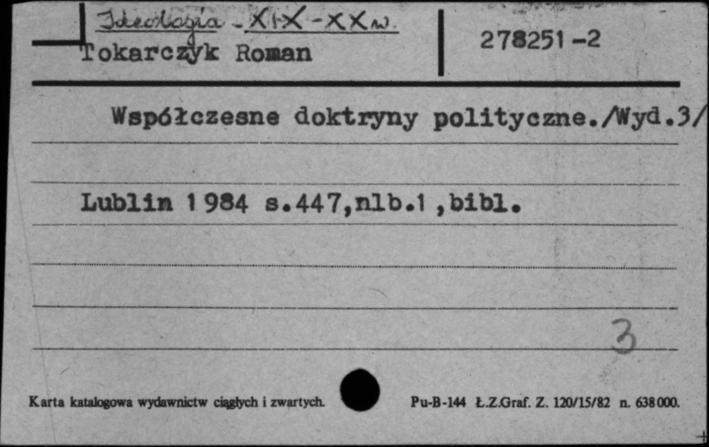 Ideologia - XIX - XX w.
278251-2
Tokarczyk Roman
Współczesne doktryny polityczne./Wyd.3/
Lublin 1984 s.447,nlb.1 ,bibl.
3
Karta katalogowa wydawnictw ciągłych i zwartych. Pu-B-144 Ł.Z.Graf. Z. 120/15/82 n. 638000.